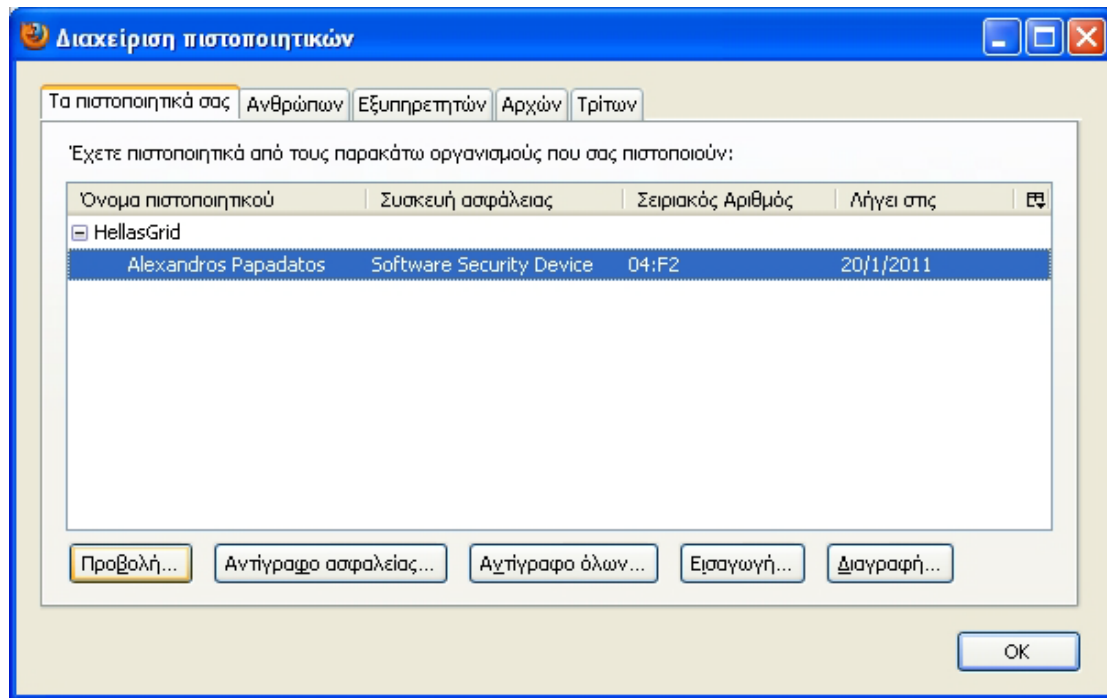 Διαχείριση πιστοποιητικών
Τα πιστοποιητικά σας Ανθρώπων Εξυπηρετητών Αρχών Τρίτων
Έχετε πιστοποιητικά από τους παρακάτω οργανισμούς που σας πιστοποιούν:
Όνομα πιστοποιητικού Συσκευή ασφάλειας Σειριακός Αριθμός Λήγει στις
HellasGrid
Alexandros Papadatos Software Security Device 04:F2 20/1/2011
Προβολή... Αντίγραφο ασφαλείας... Αντίγραφο όλων... Εισαγωγή... Διαγραφή...
OK